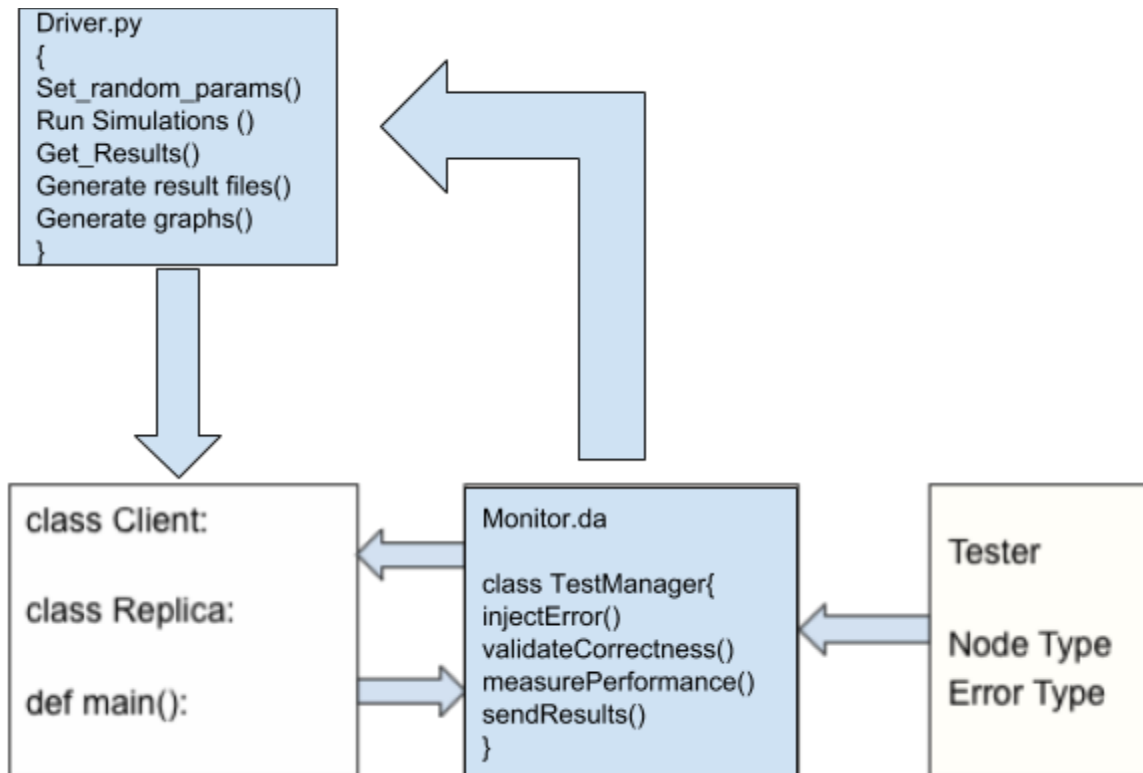 Driver.py
{
Set_random_params()
Run Simulations ()
Get_Results()
Generate result files()
Generate graphs()
}
class Client:
class Replica:
def main():
Monitor.da
class TestManager{
injectError()
validateCorrectness()
measurePerformance()
sendResults()
}
Tester
Node Type
Error Type